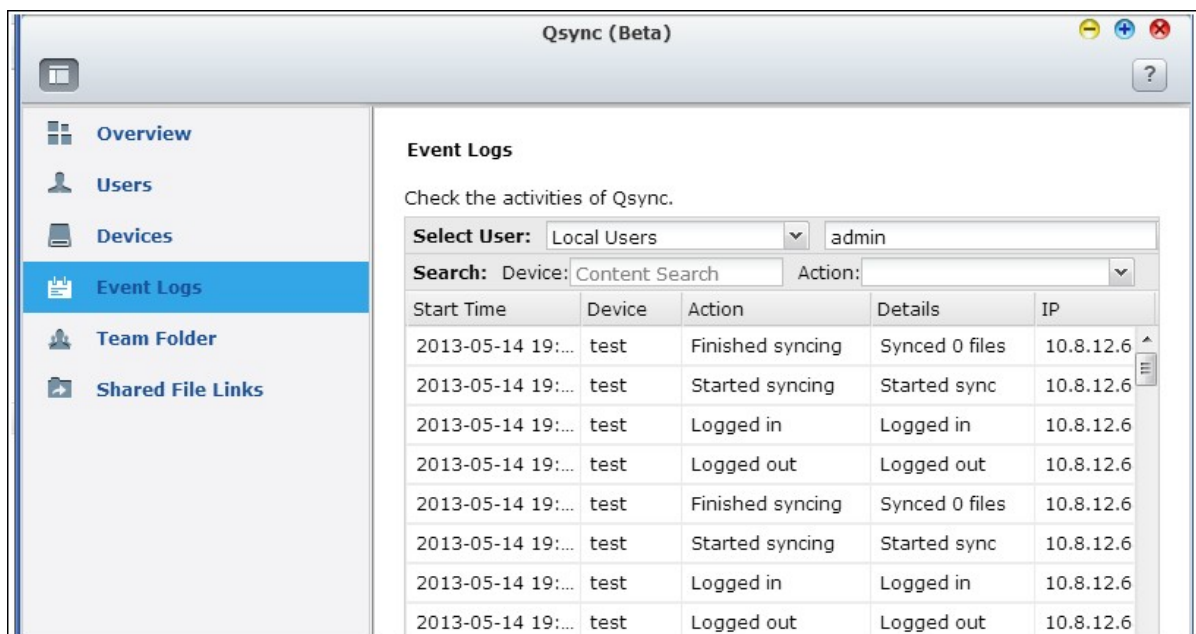 Qsync (Beta)
?
Overview
Users
Devices
Event Logs
Team Folder
Shared File Links
Event Logs
Check the activities of Qsync.
Select User: Local Users admin
Search: Device: Content Search Action:
Start Time Device Action Details IP
2013-05-14 19:... test Finished syncing Synced 0 files 10.8.12.6
2013-05-14 19:... test Started syncing Started sync 10.8.12.6
2013-05-14 19:... test Logged in Logged in 10.8.12.6
2013-05-14 19:... test Logged out Logged out 10.8.12.6
2013-05-14 19:... test Finished syncing Synced 0 files 10.8.12.6
2013-05-14 19:... test Started syncing Started sync 10.8.12.6
2013-05-14 19:... test Logged in Logged in 10.8.12.6
2013-05-14 19:... test Logged out Logged out 10.8.12.6